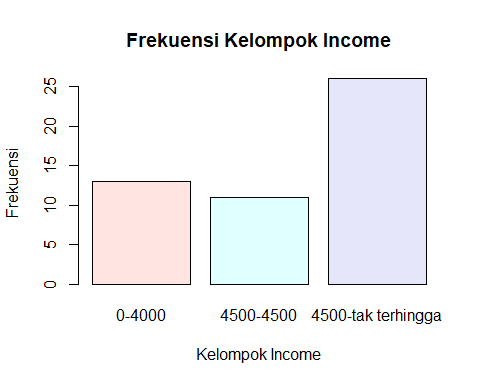 Frekuensi Kelompok Income
Frekuensi
25
20
15
10
5
0
0-4000
4500-4500
4500-tak terhingga
Kelompok Income